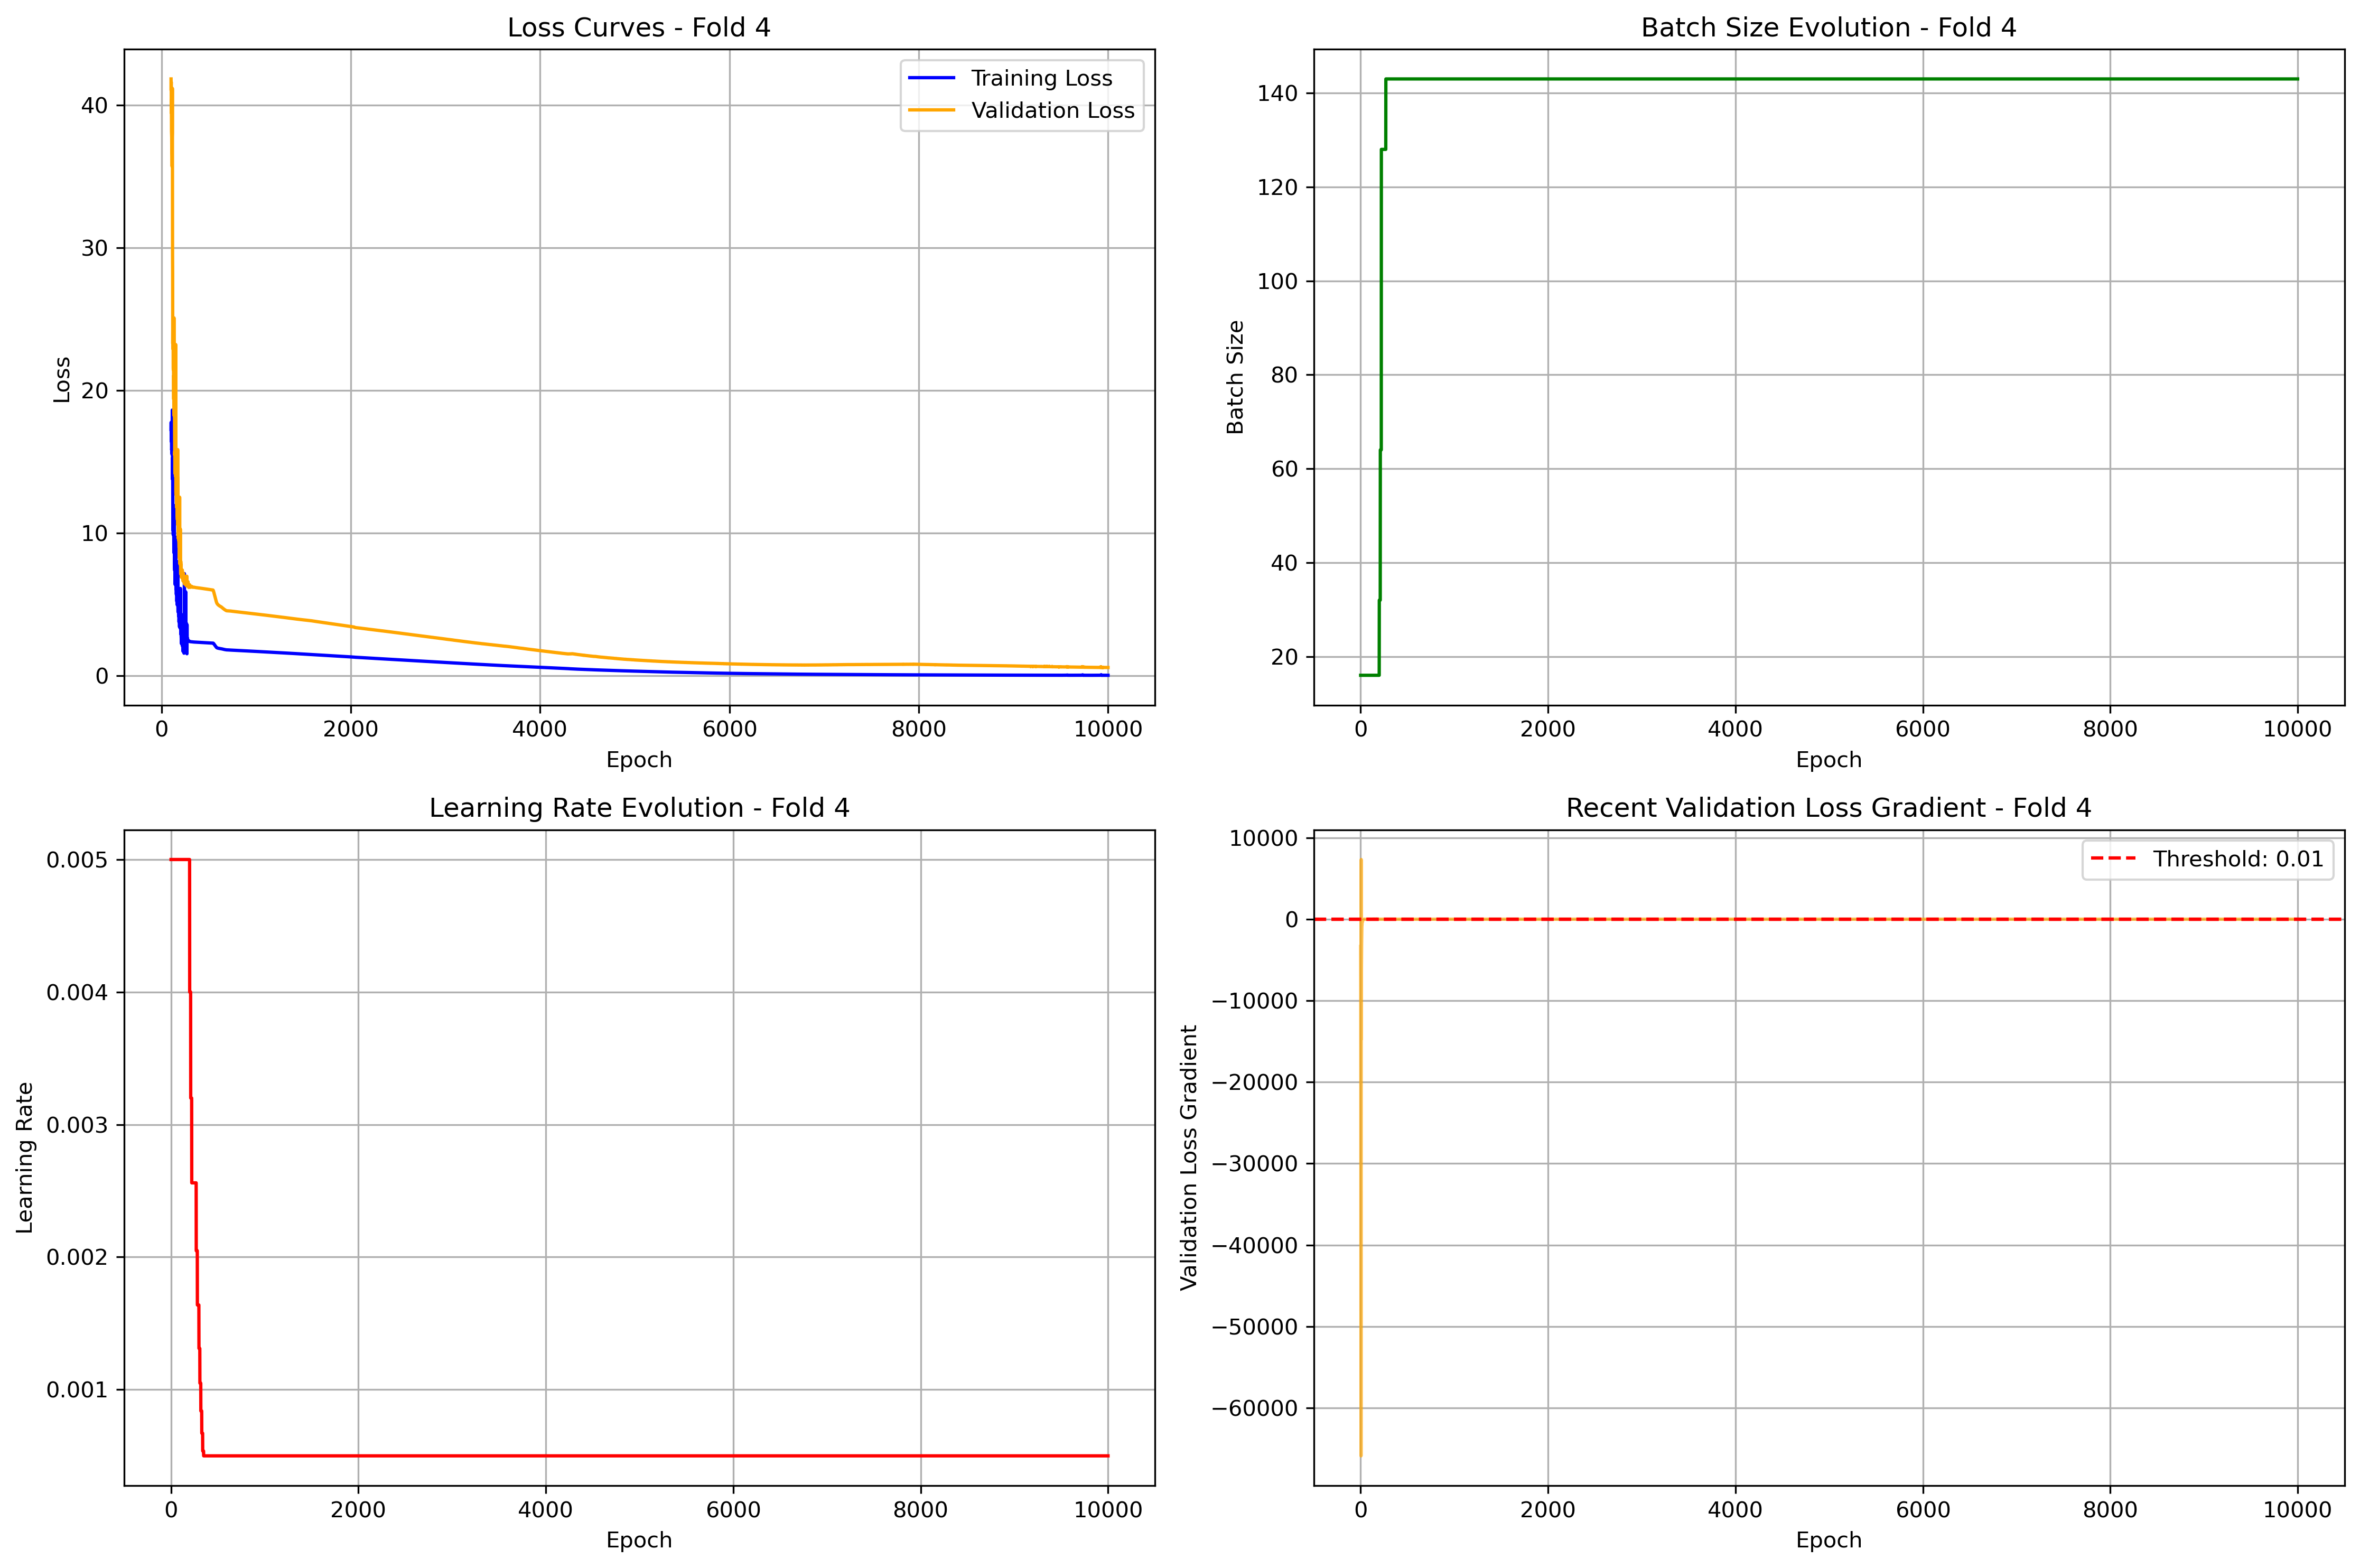 Loss Curves - Fold 4
Training Loss
Validation Loss
40
30
20
10
0
Loss
0 2000 4000 6000 8000 10000
Epoch
Batch Size Evolution - Fold 4
140
120
100
80
60
40
20
Batch Size
0 2000 4000 6000 8000 10000
Epoch
Learning Rate Evolution - Fold 4
0.005
0.004
0.003
0.002
0.001
Learning Rate
0 2000 4000 6000 8000 10000
Epoch
Recent Validation Loss Gradient - Fold 4
Threshold: 0.01
10000
0
−10000
−20000
−30000
−40000
−50000
−60000
Validation Loss Gradient
0 2000 4000 6000 8000 10000
Epoch